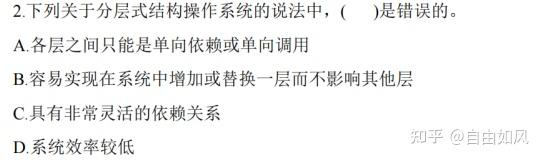 2.下列关于分层式结构操作系统的说法中，(    )是错误的。
A.各层之间只能是单向依赖或单向调用
B.容易实现在系统中增加或替换一层而不影响其他层
C.具有非常灵活的依赖关系
D.系统效率较低
知乎 @自由如风